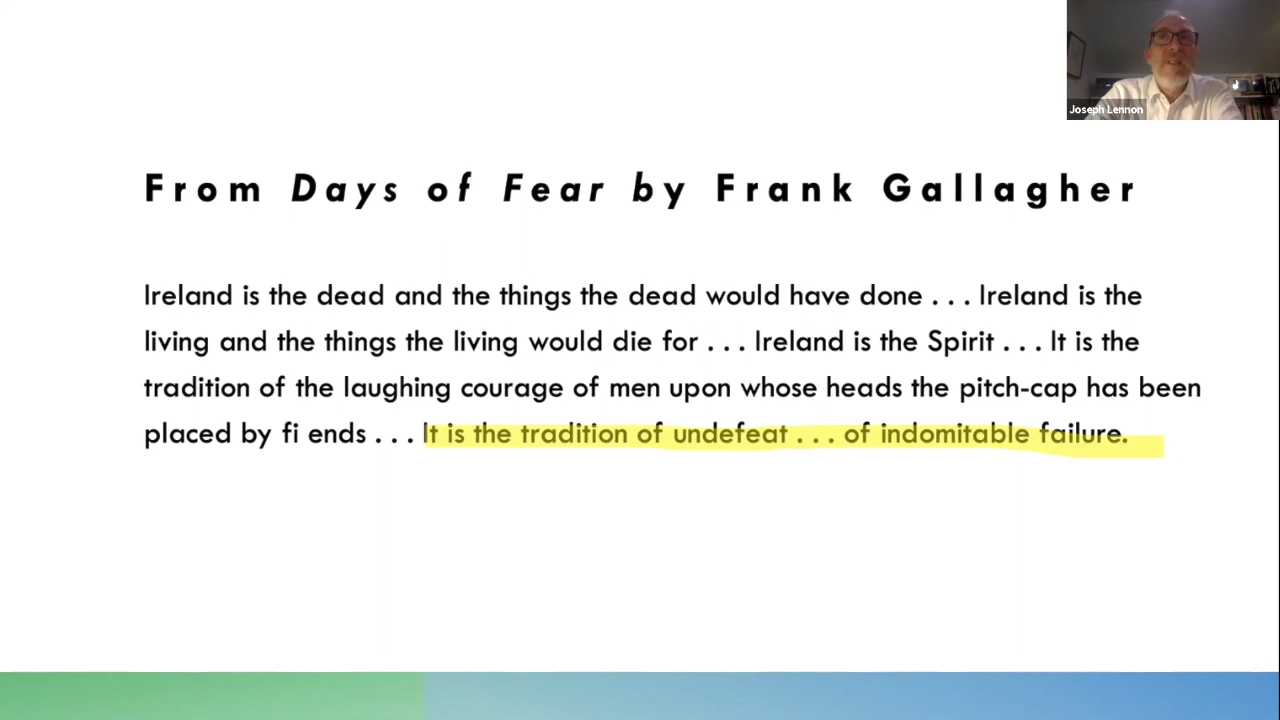 Joseph Lennon
From Days of Fear by Frank Gallagher
Ireland is the dead and the things the dead would have done . . . Ireland is the
living and the things the living would die for . . . Ireland is the Spirit . . . It is the
tradition of the laughing courage of men upon whose heads the pitch-cap has been
placed by fi ends . . . It is the tradition of undefeat . . . of indomitable failure.